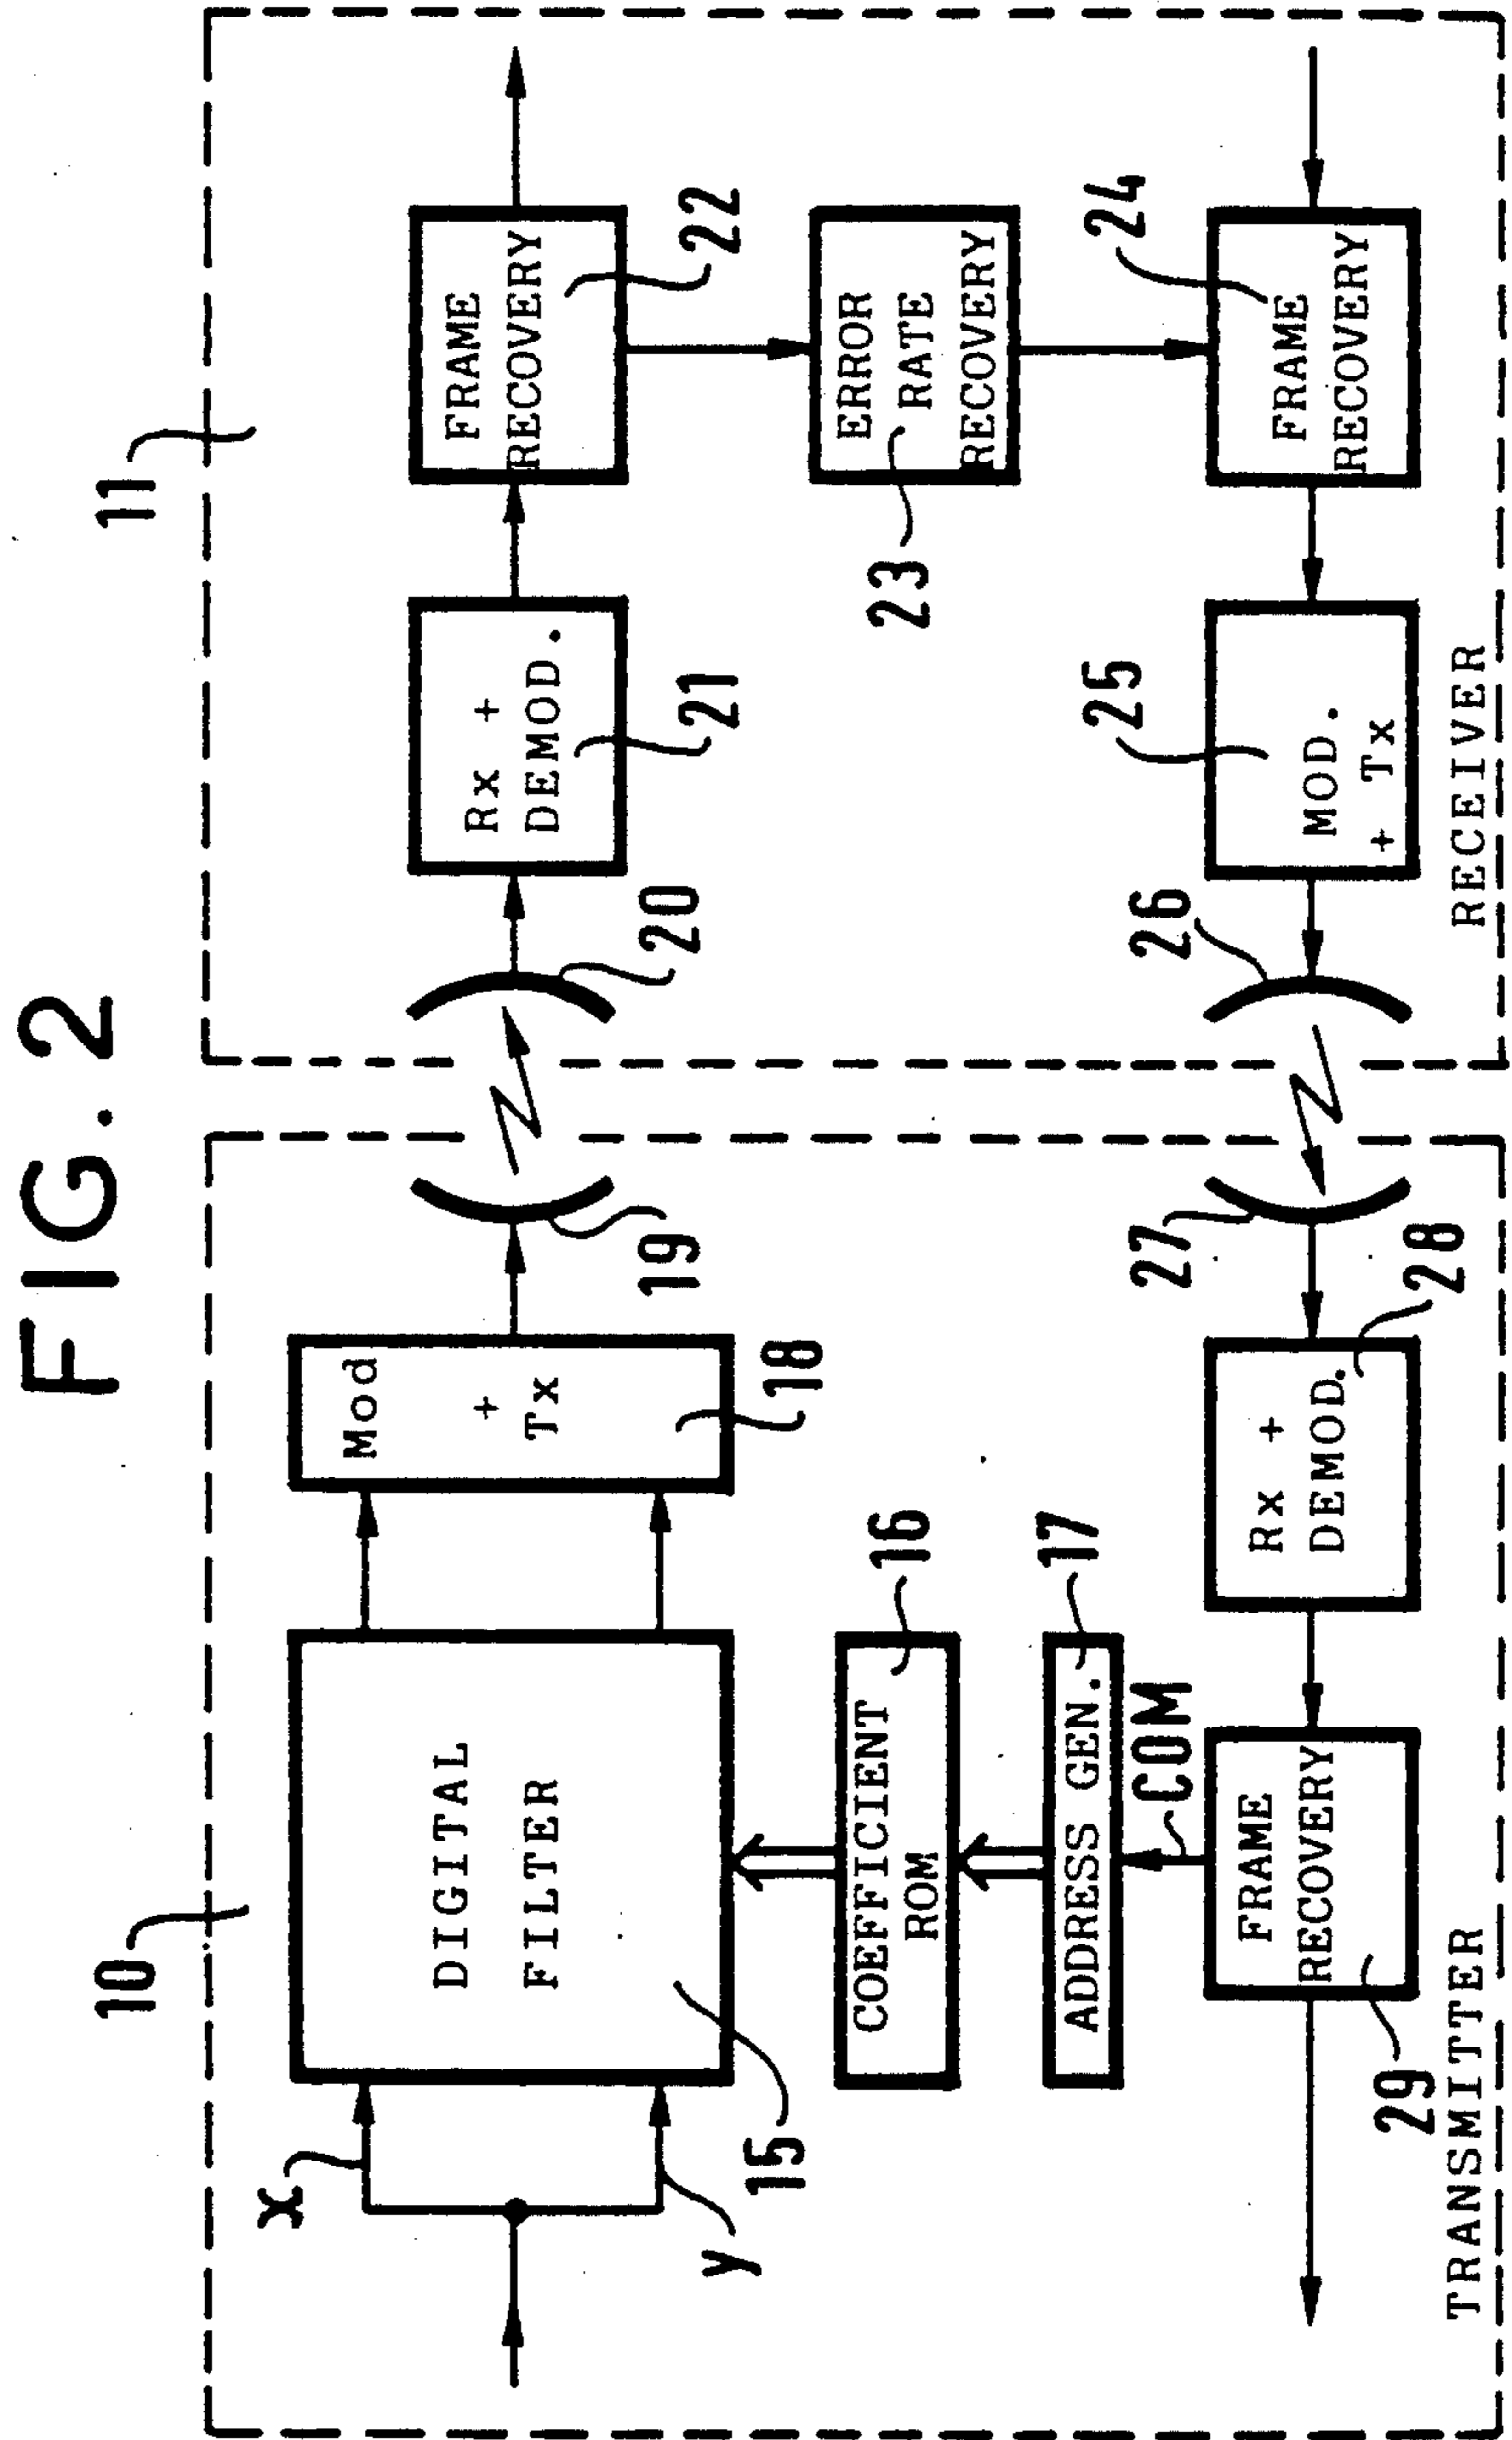 FIG. 2
10
11
X
y
DIGITAL
FILTER
15
Mod
+
Tx
18
19
20
Rx +
DEMOD.
21
FRAME
RECOVERY
22
COEFFICIENT
ROM
16
ERROR
RATE
RECOVERY
23
ADDRESS GEN.
17
COM
FRAME
RECOVERY
29
Rx +
DEMOD.
28
27
26
MOD.
+ Tx
25
FRAME
RECOVERY
24
TRANSMITTER
RECEIVER